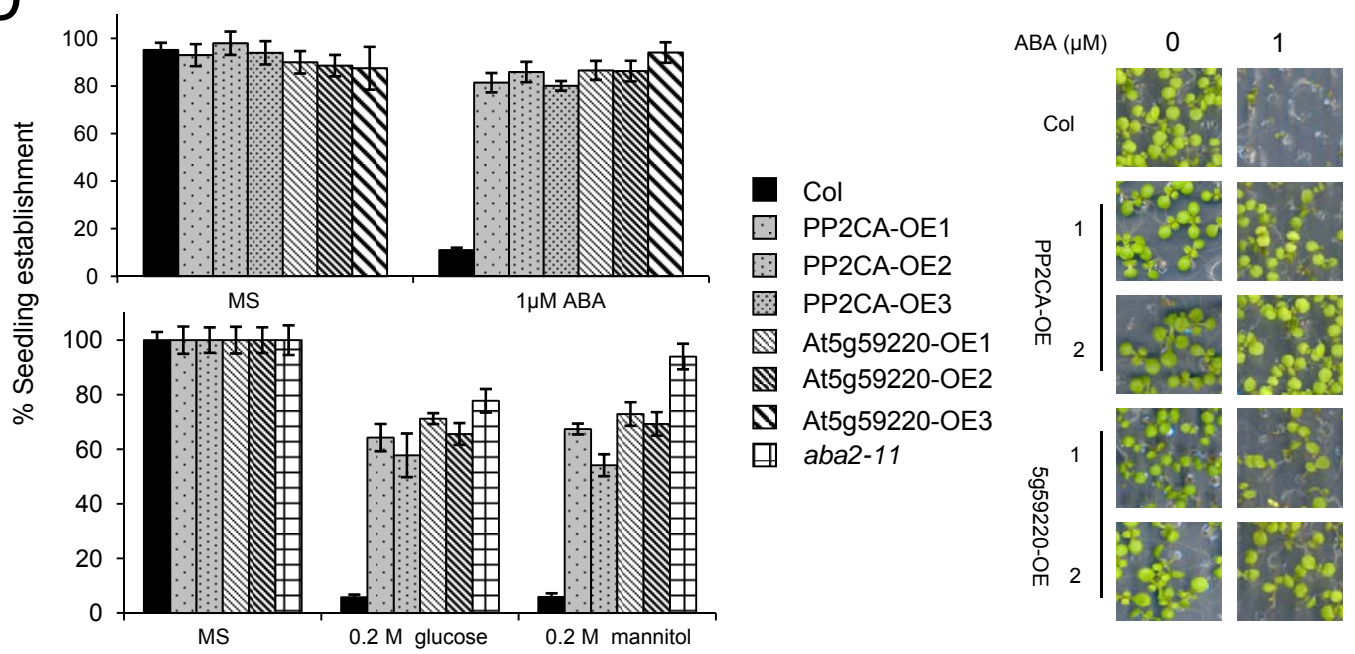 % Seedling establishment
100
80
60
40
20
0
MS 1µM ABA
100
80
60
40
20
0
MS 0.2 M glucose 0.2 M mannitol
Col
PP2CA-OE1
PP2CA-OE2
PP2CA-OE3
At5g59220-OE1
At5g59220-OE2
At5g59220-OE3
aba2-11
ABA (µM) 0 1
Col
PP2CA-OE
1
2
5g59220-OE
1
2